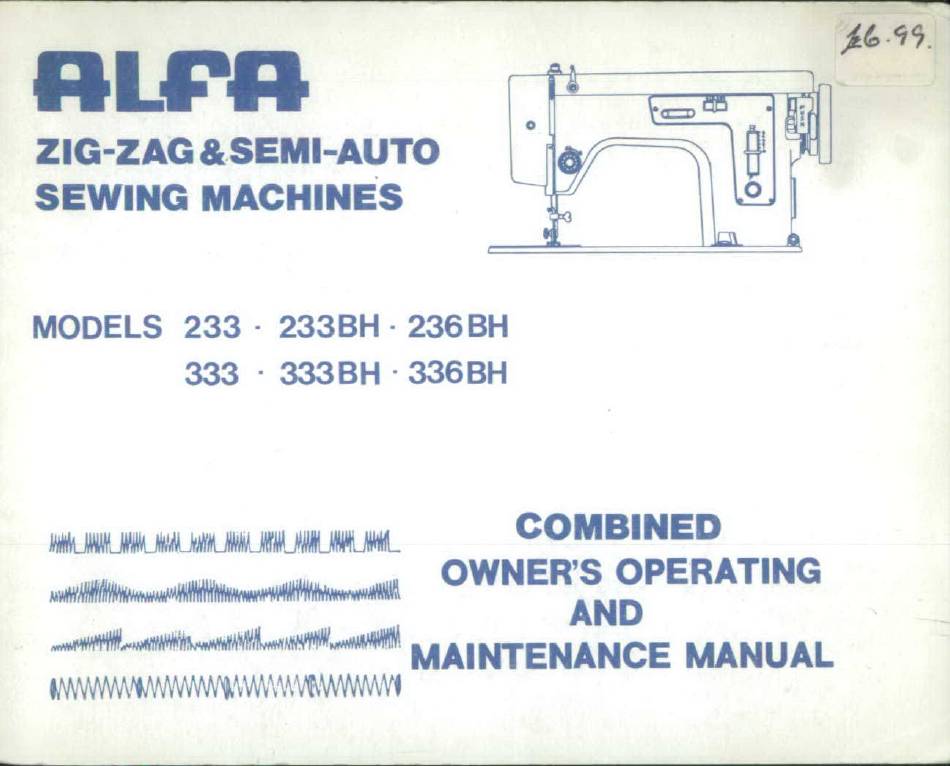 £6.99.
ALFA
ZIG-ZAG & SEMI-AUTO
SEWING MACHINES
MODELS 233 · 233BH · 236BH
333 · 333BH · 336BH
COMBINED
OWNER'S OPERATING
AND
MAINTENANCE MANUAL